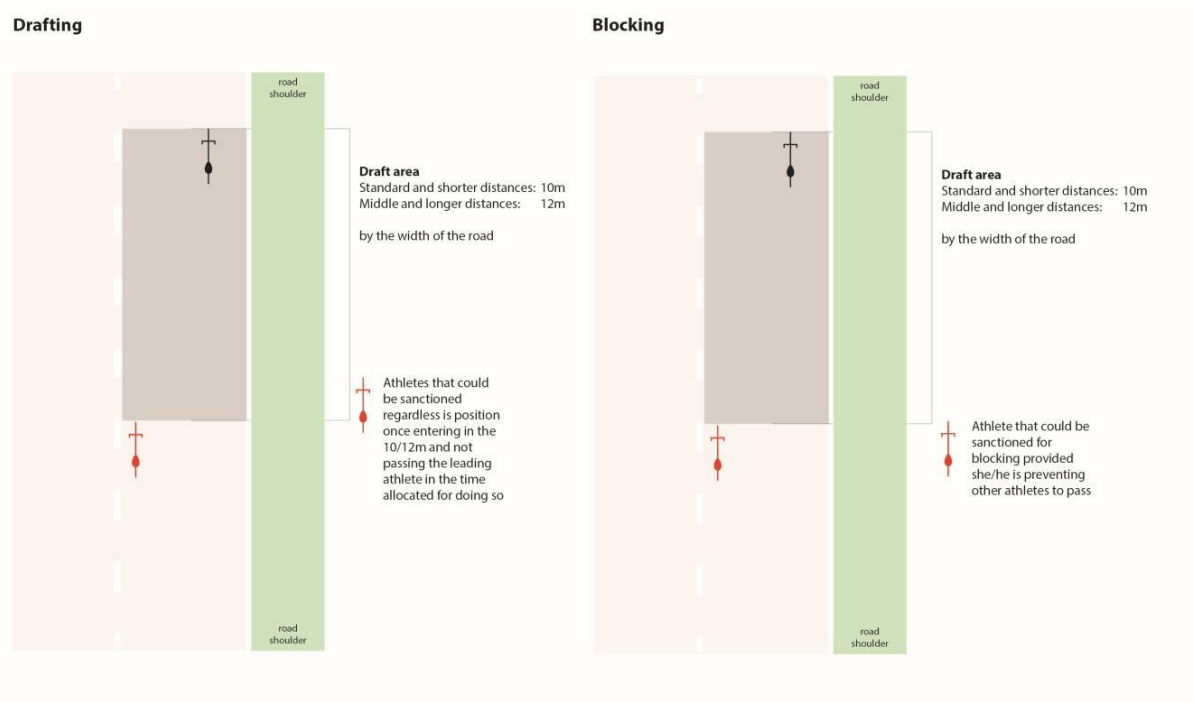 Drafting
road
shoulder
Draft area
Standard and shorter distances: 10m
Middle and longer distances: 12m
by the width of the road
Athletes that could
be sanctioned
regardless is position
once entering in the
10/12m and not
passing the leading
athlete in the time
allocated for doing so
road
shoulder
Blocking
road
shoulder
Draft area
Standard and shorter distances: 10m
Middle and longer distances: 12m
by the width of the road
Athlete that could be
sanctioned for
blocking provided
she/he is preventing
other athletes to pass
road
shoulder